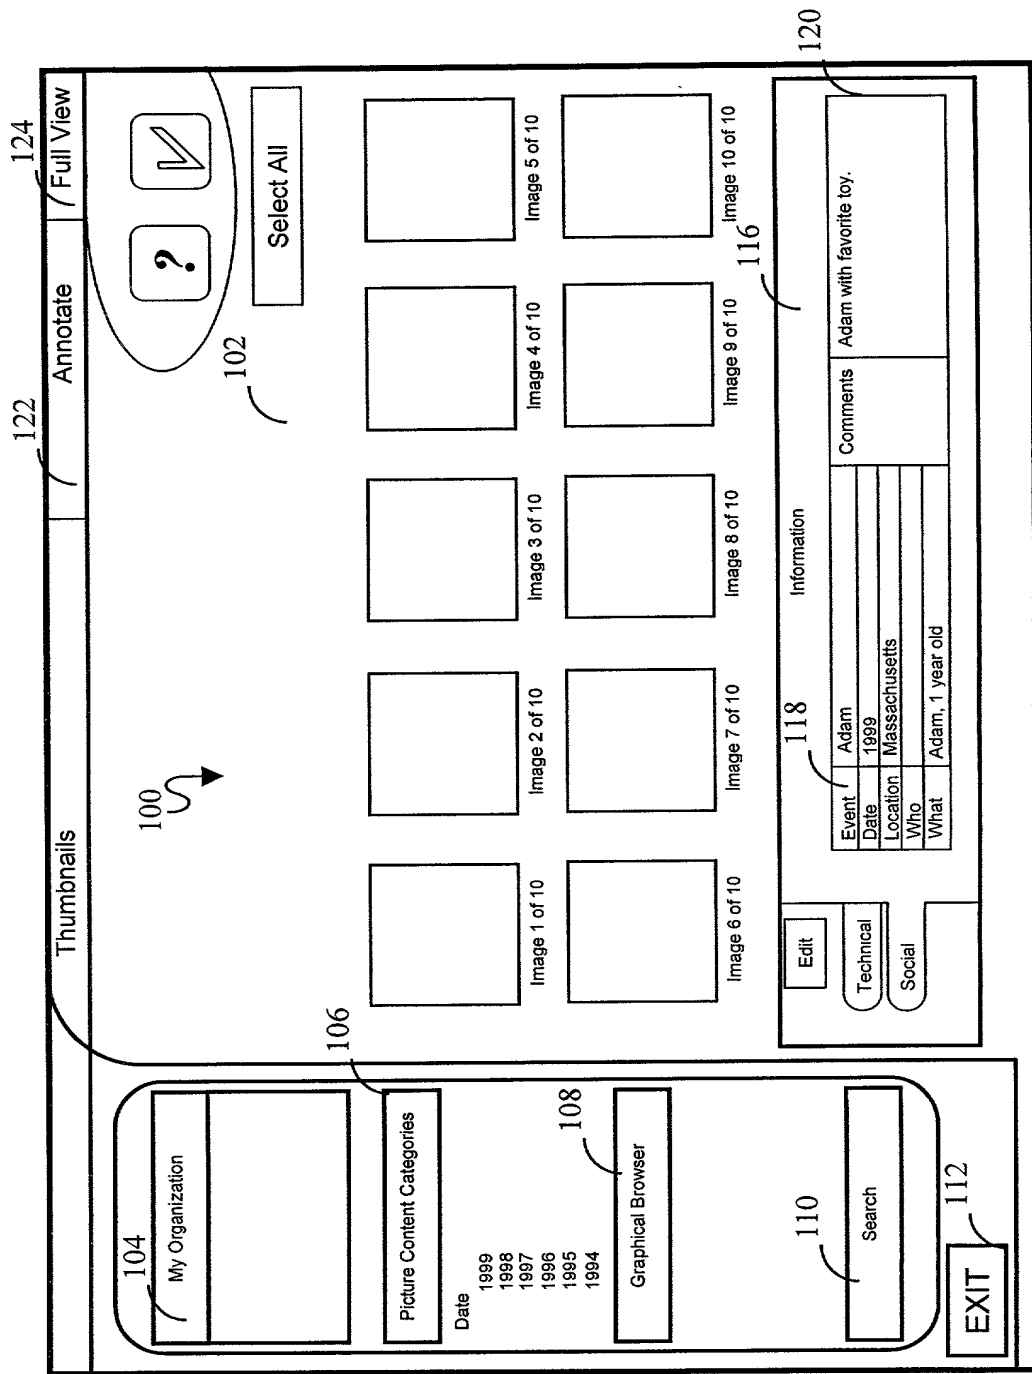 Thumbnails
122
Annotate
124
Full View
100
102
?
Select All
104
My Organization
106
Picture Content Categories
Date
1999
1998
1997
1996
1995
1994
108
Graphical Browser
110
Search
112
EXIT
Image 1 of 10
Image 2 of 10
Image 3 of 10
Image 4 of 10
Image 5 of 10
Image 6 of 10
Image 7 of 10
Image 8 of 10
Image 9 of 10
Image 10 of 10
116
120
118
Information
Edit
Technical
Social
Event Adam
Date 1999
Location Massachusetts
Who
What Adam, 1 year old
Comments Adam with favorite toy.